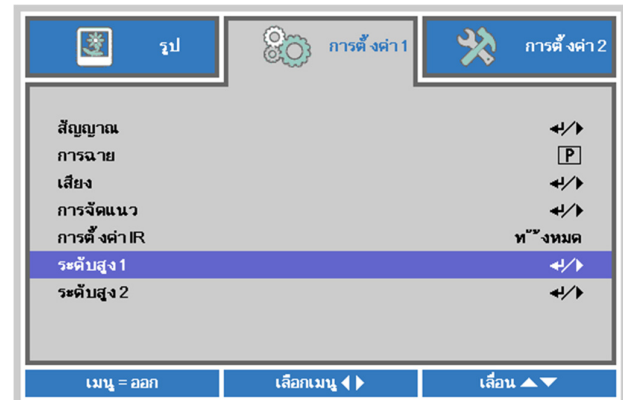 รูป
การตั้งค่า 1
การตั้งค่า 2
สัญญาณ ↵/▶
การฉาย P
เสียง ↵/▶
การจัดแนว ↵/▶
การตั้งค่า IR ทั้งหมด
ระดับสูง 1 ↵/▶
ระดับสูง 2 ↵/▶
เมนู = ออก
เลือกเมนู ◀ ▶
เลื่อน ▲ ▼